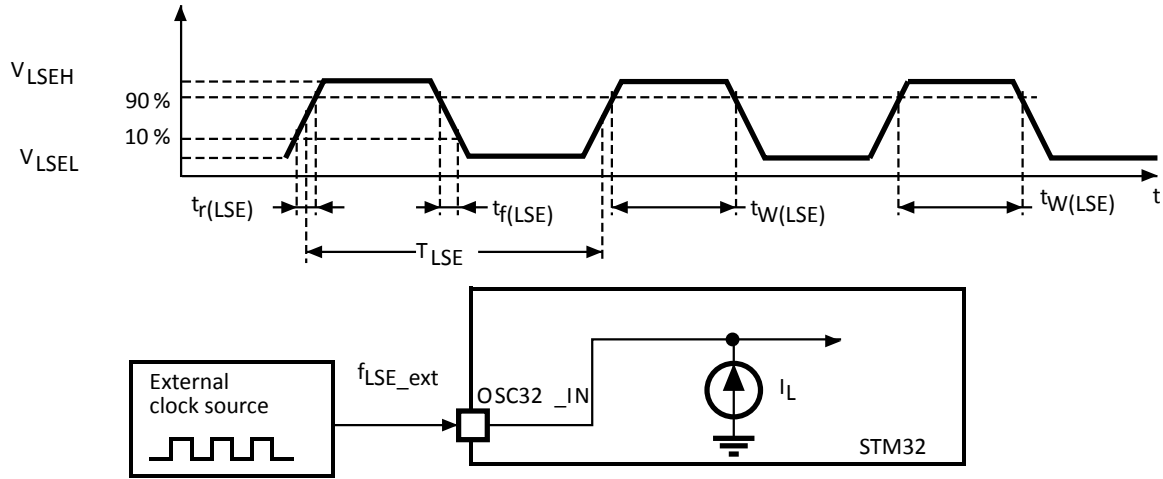 VLSEH
90 %
10 %
VLSEL
tr(LSE)
tf(LSE)
tW(LSE)
tW(LSE)
t
TLSE
External
clock source
fLSE_ext
OSC32 _IN
IL
STM32